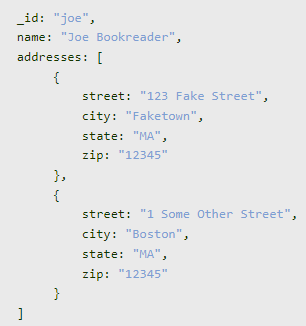 _id: "joe",
name: "Joe Bookreader",
addresses: [
{
street: "123 Fake Street",
city: "Faketown",
state: "MA",
zip: "12345"
},
{
street: "1 Some Other Street",
city: "Boston",
state: "MA",
zip: "12345"
}
]